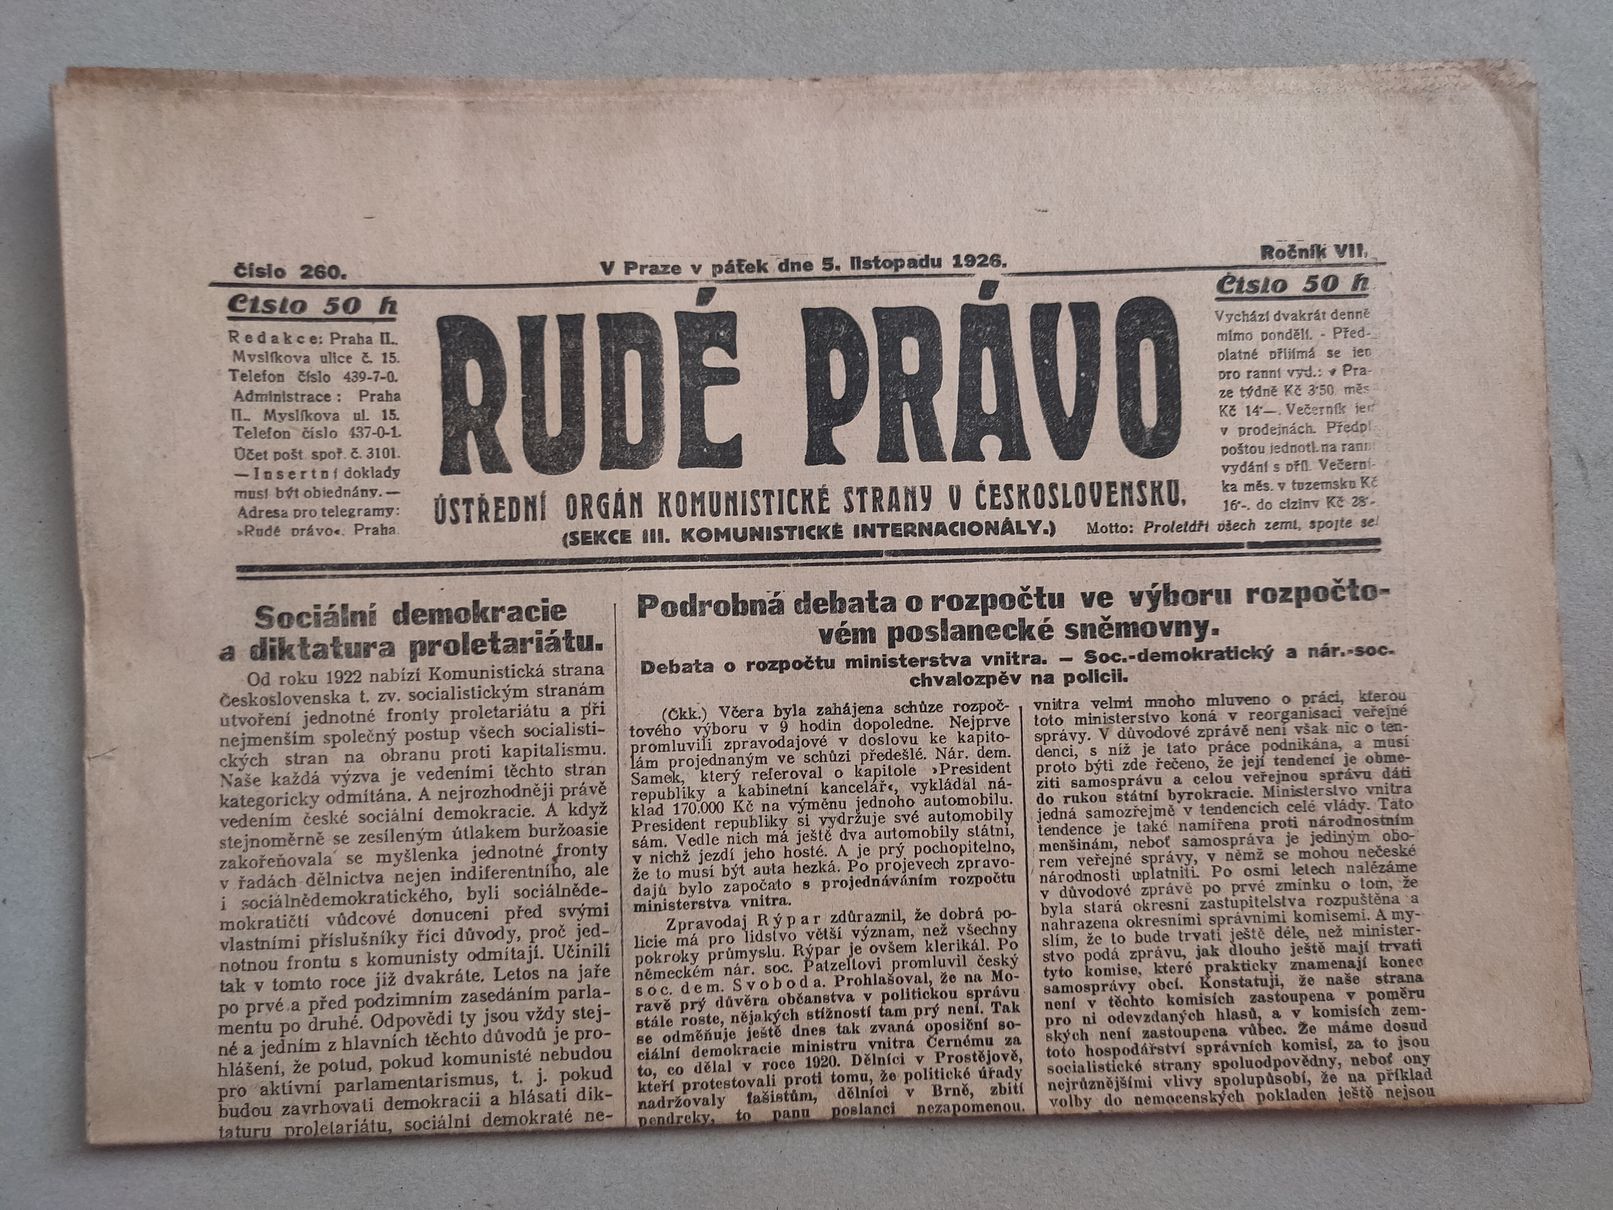 Číslo 260.
V Praze v pátek dne 5. listopadu 1926.
Ročník VII.
Číslo 50 h
Redakce: Praha II.,
Myslíkova ulice č. 15.
Telefon číslo 439-7-0.
Administrace: Praha
II., Myslíkova ul. 15.
Telefon číslo 437-0-1.
Účet pošt. spoř. č. 3101.
— Insertní doklady
musí být objednány. —
Adresa pro telegramy:
»Rudé právo«, Praha.
RUDÉ PRÁVO
ÚSTŘEDNÍ ORGÁN KOMUNISTICKÉ STRANY V ČESKOSLOVENSKU.
(SEKCE III. KOMUNISTICKÉ INTERNACIONÁLY.)
Motto: Proletáři všech zemí, spojte se!
Číslo 50 h
Vychází dvakrát denně
mimo pondělí. - Před-
platné přijímá se jen
pro ranní vyd.: v Pra-
ze týdně Kč 3·50, měs.
Kč 14·—. Večerník jen
v prodejnách. Předpl.
poštou jednotl. na ranní
vydání s příl. Večerní-
ka měs. v tuzemsku Kč
16·-, do ciziny Kč 28·-.
Sociální demokracie
a diktatura proletariátu.
Od roku 1922 nabízí Komunistická strana
Československa t. zv. socialistickým stranám
utvoření jednotné fronty proletariátu a při
nejmenším společný postup všech socialisti-
ckých stran na obranu proti kapitalismu.
Naše každá výzva je vedeními těchto stran
kategoricky odmítána. A nejrozhodněji právě
vedením české sociální demokracie. A když
stejnoměrně se zesíleným útlakem buržoasie
zakořeňovala se myšlenka jednotné fronty
v řadách dělnictva nejen indiferentního, ale
i sociálnědemokratického, byli sociálněde-
mokratičtí vůdcové donuceni před svými
vlastními příslušníky říci důvody, proč jed-
notnou frontu s komunisty odmítají. Učinili
tak v tomto roce již dvakráte. Letos na jaře
po prvé a před podzimním zasedáním parla-
mentu po druhé. Odpovědi ty jsou vždy stej-
né a jedním z hlavních těchto důvodů je pro-
hlášení, že potud, pokud komunisté nebudou
pro aktivní parlamentarismus, t. j. pokud
budou zavrhovati demokracii a hlásati dik-
taturu proletariátu, sociální demokraté ne-
Podrobná debata o rozpočtu ve výboru rozpočto-
vém poslanecké sněmovny.
Debata o rozpočtu ministerstva vnitra. — Soc.-demokratický a nár.-soc.
chvalozpěv na policii.
(Čkk.) Včera byla zahájena schůze rozpoč-
tového výboru v 9 hodin dopoledne. Nejprve
promluvili zpravodajové v doslovu ke kapito-
lám projednaným ve schůzi předešlé. Nár. dem.
Samek, který referoval o kapitole »President
republiky a kabinetní kancelář«, vykládal ná-
klad 170.000 Kč na výměnu jednoho automobilu.
President republiky si vydržuje své automobily
sám. Vedle nich má ještě dva automobily státní,
v nichž jezdí jeho hosté. A je prý pochopitelno,
že to musí být auta hezká. Po projevech zpravo-
dajů bylo započato s projednáváním rozpočtu
ministerstva vnitra.
Zpravodaj Rýpar zdůraznil, že dobrá po-
licie má pro lidstvo větší význam, než všechny
pokroky průmyslu. Rýpar je ovšem klerikál. Po
německém nár. soc. Patzeltovi promluvil český
soc. dem. Svoboda. Prohlašoval, že na Mo-
ravě prý důvěra občanstva v politickou správu
stále roste, nějakých stížností tam prý není. Tak
se odměňuje ještě dnes tak zvaná oposiční so-
ciální demokracie ministru vnitra Černému za
to, co dělal v roce 1920. Dělníci v Prostějově,
kteří protestovali proti tomu, že politické úřady
nadržovaly fašistům, dělníci v Brně, zbití
pendreky, to panu poslanci nezapomenou.
vnitra velmi mnoho mluveno o práci, kterou
toto ministerstvo koná v reorganisaci veřejné
správy. V důvodové zprávě není však nic o ten-
denci, s níž je tato práce podnikána, a musí
proto býti zde řečeno, že její tendencí je obme-
ziti samosprávu a celou veřejnou správu dáti
do rukou státní byrokracie. Ministerstvo vnitra
jedná samozřejmě v tendencích celé vlády. Tato
tendence je také namířena proti národnostním
menšinám, neboť samospráva je jediným obo-
rem veřejné správy, v němž se mohou nečeské
národnosti uplatniti. Po osmi letech nalézáme
v důvodové zprávě po prvé zmínku o tom, že
byla stará okresní zastupitelstva rozpuštěna a
nahrazena okresními správními komisemi. A my-
slím, že to bude trvati ještě déle, než minister-
stvo podá zprávu, jak dlouho ještě mají trvati
tyto komise, které prakticky znamenají konec
samosprávy obcí. Konstatuji, že naše strana
není v těchto komisích zastoupena v poměru
pro ni odevzdaných hlasů, a v komisích zem-
ských není zastoupena vůbec. Že máme dosud
toto hospodářství správních komisí, za to jsou
socialistické strany spoluodpovědny, neboť ony
nejrůznějšími vlivy spolupůsobí, že na příklad
volby do nemocenských pokladen ještě nejsou